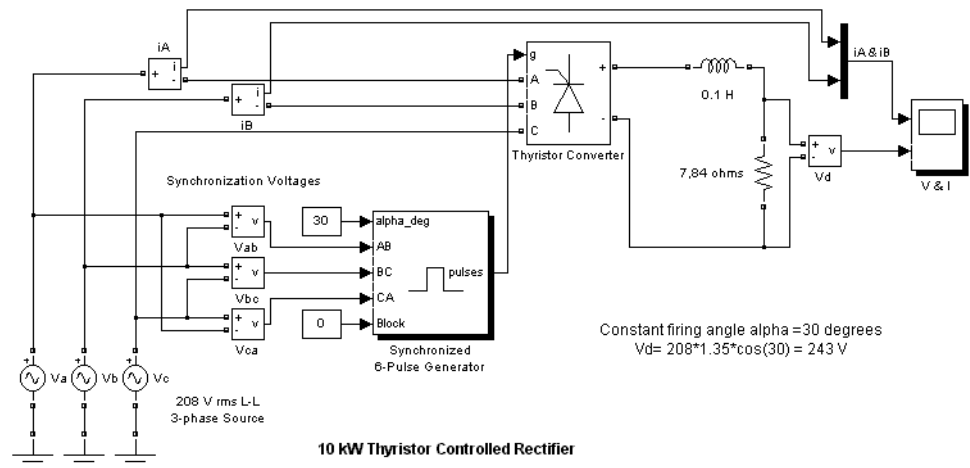 iA
+
i
-
+
i
-
iB
g
A
B
C
+
-
Thyristor Converter
0.1 H
7,84 ohms
iA & iB
+
-
v
Vd
V & I
Synchronization Voltages
+
-
v
Vab
+
-
v
Vbc
+
-
v
Vca
30
0
alpha_deg
AB
BC
CA
Block
pulses
Synchronized
6-Pulse Generator
Constant firing angle alpha =30 degrees
Vd= 208*1.35*cos(30) = 243 V
+
Va
+
Vb
+
Vc
208 V rms L-L
3-phase Source
10 kW Thyristor Controlled Rectifier